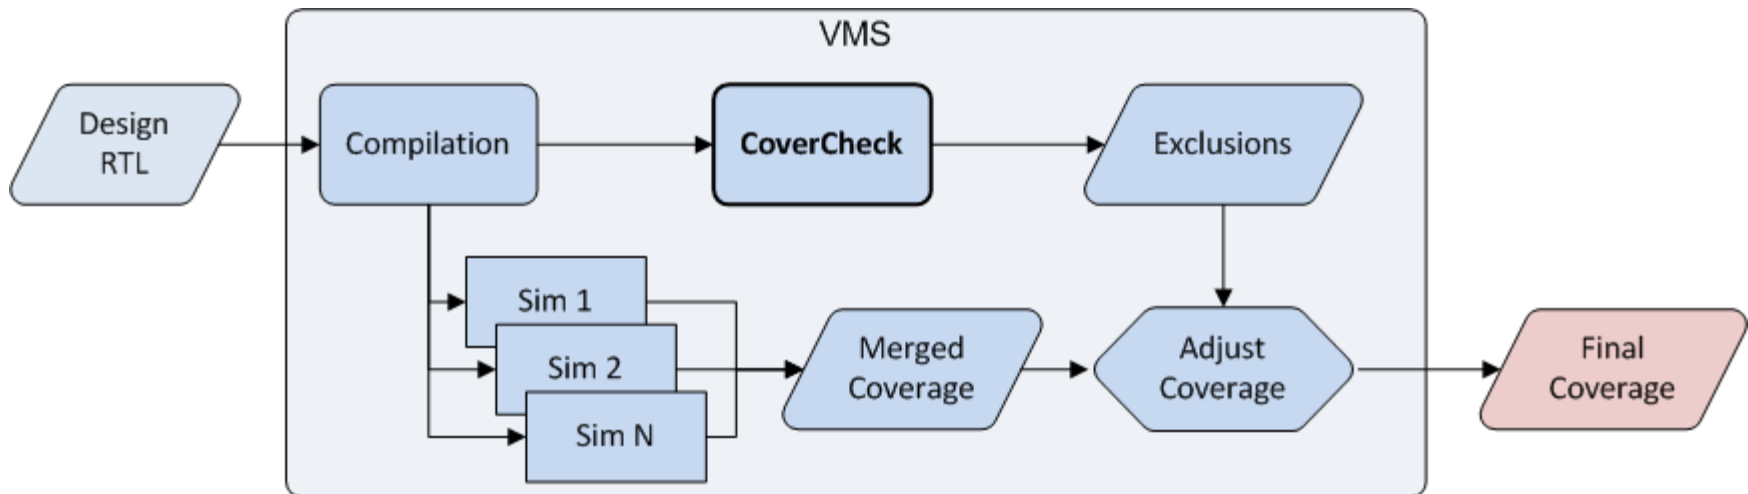 VMS
Design
RTL
Compilation
CoverCheck
Exclusions
Sim 1
Sim 2
Sim N
Merged
Coverage
Adjust
Coverage
Final
Coverage